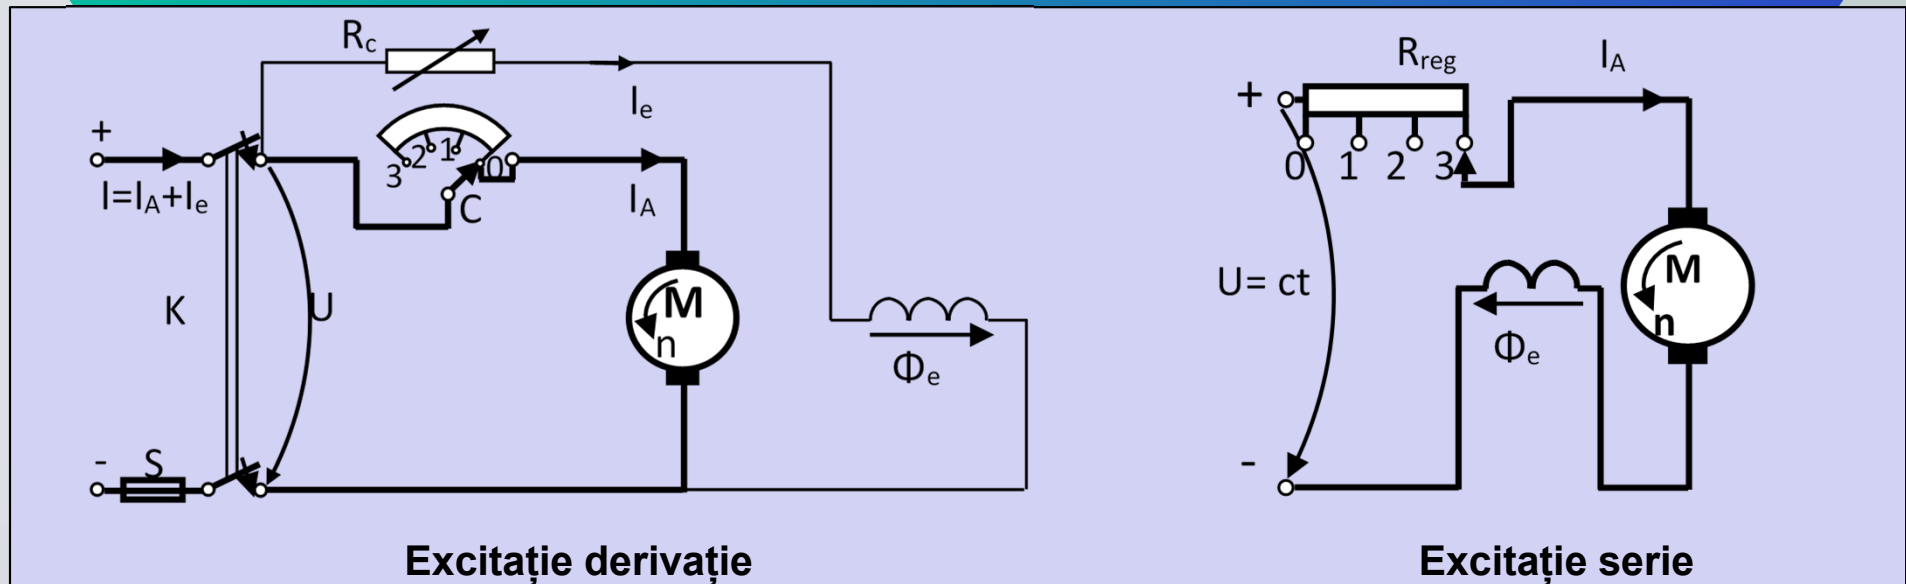 Rc
Ie
+
I=IA+Ie
3 2 1 0
C
IA
K
U
M
n
Φe
-
S
Excitație derivație
Rreg
IA
+
0 1 2 3
U= ct
M
n
Φe
-
Excitație serie